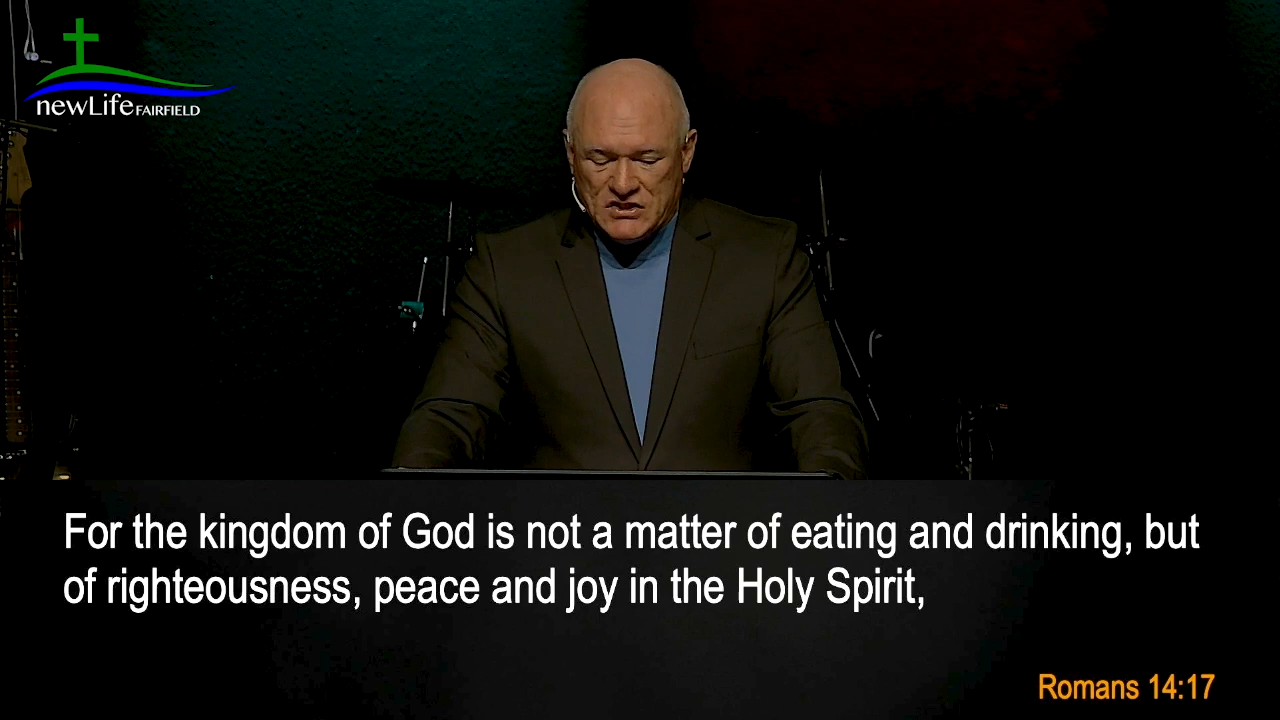 newLife FAIRFIELD
For the kingdom of God is not a matter of eating and drinking, but
of righteousness, peace and joy in the Holy Spirit,
Romans 14:17